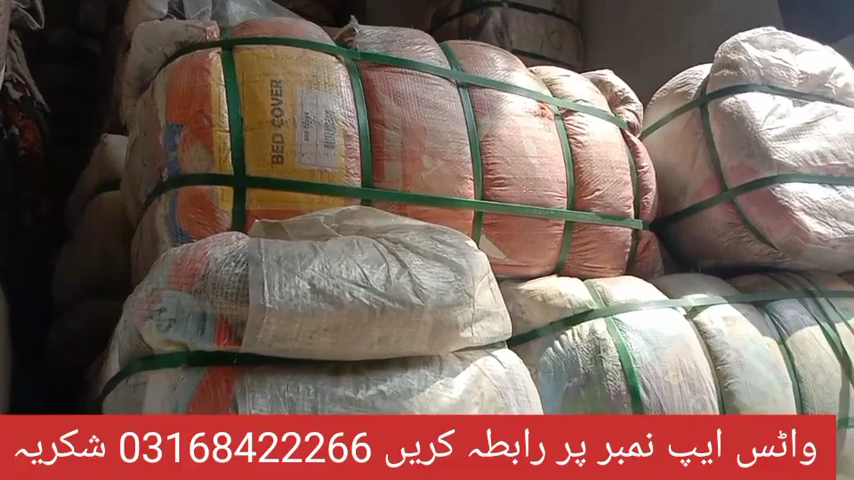 BED COVER
واٹس ایپ نمبر پر رابطہ کریں 03168422266 شکریہ